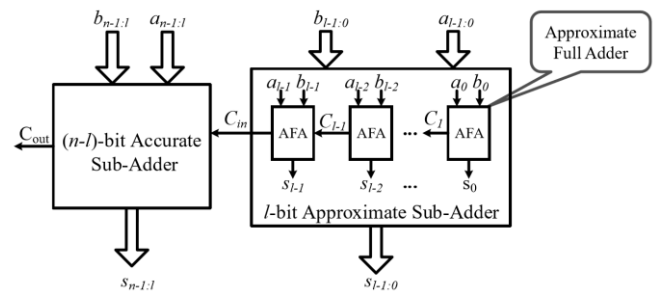 b_{n-1:l} a_{n-1:l} b_{l-1:0} a_{l-1:0}
Approximate
Full Adder
a_{l-1} b_{l-1} a_{l-2} b_{l-2} a_0 b_0
C_out
(n-l)-bit Accurate
Sub-Adder
C_in
AFA
C_{l-1}
AFA
...
C_1
AFA
s_{l-1} s_{l-2} ... s_0
l-bit Approximate Sub-Adder
s_{n-1:l} s_{l-1:0}